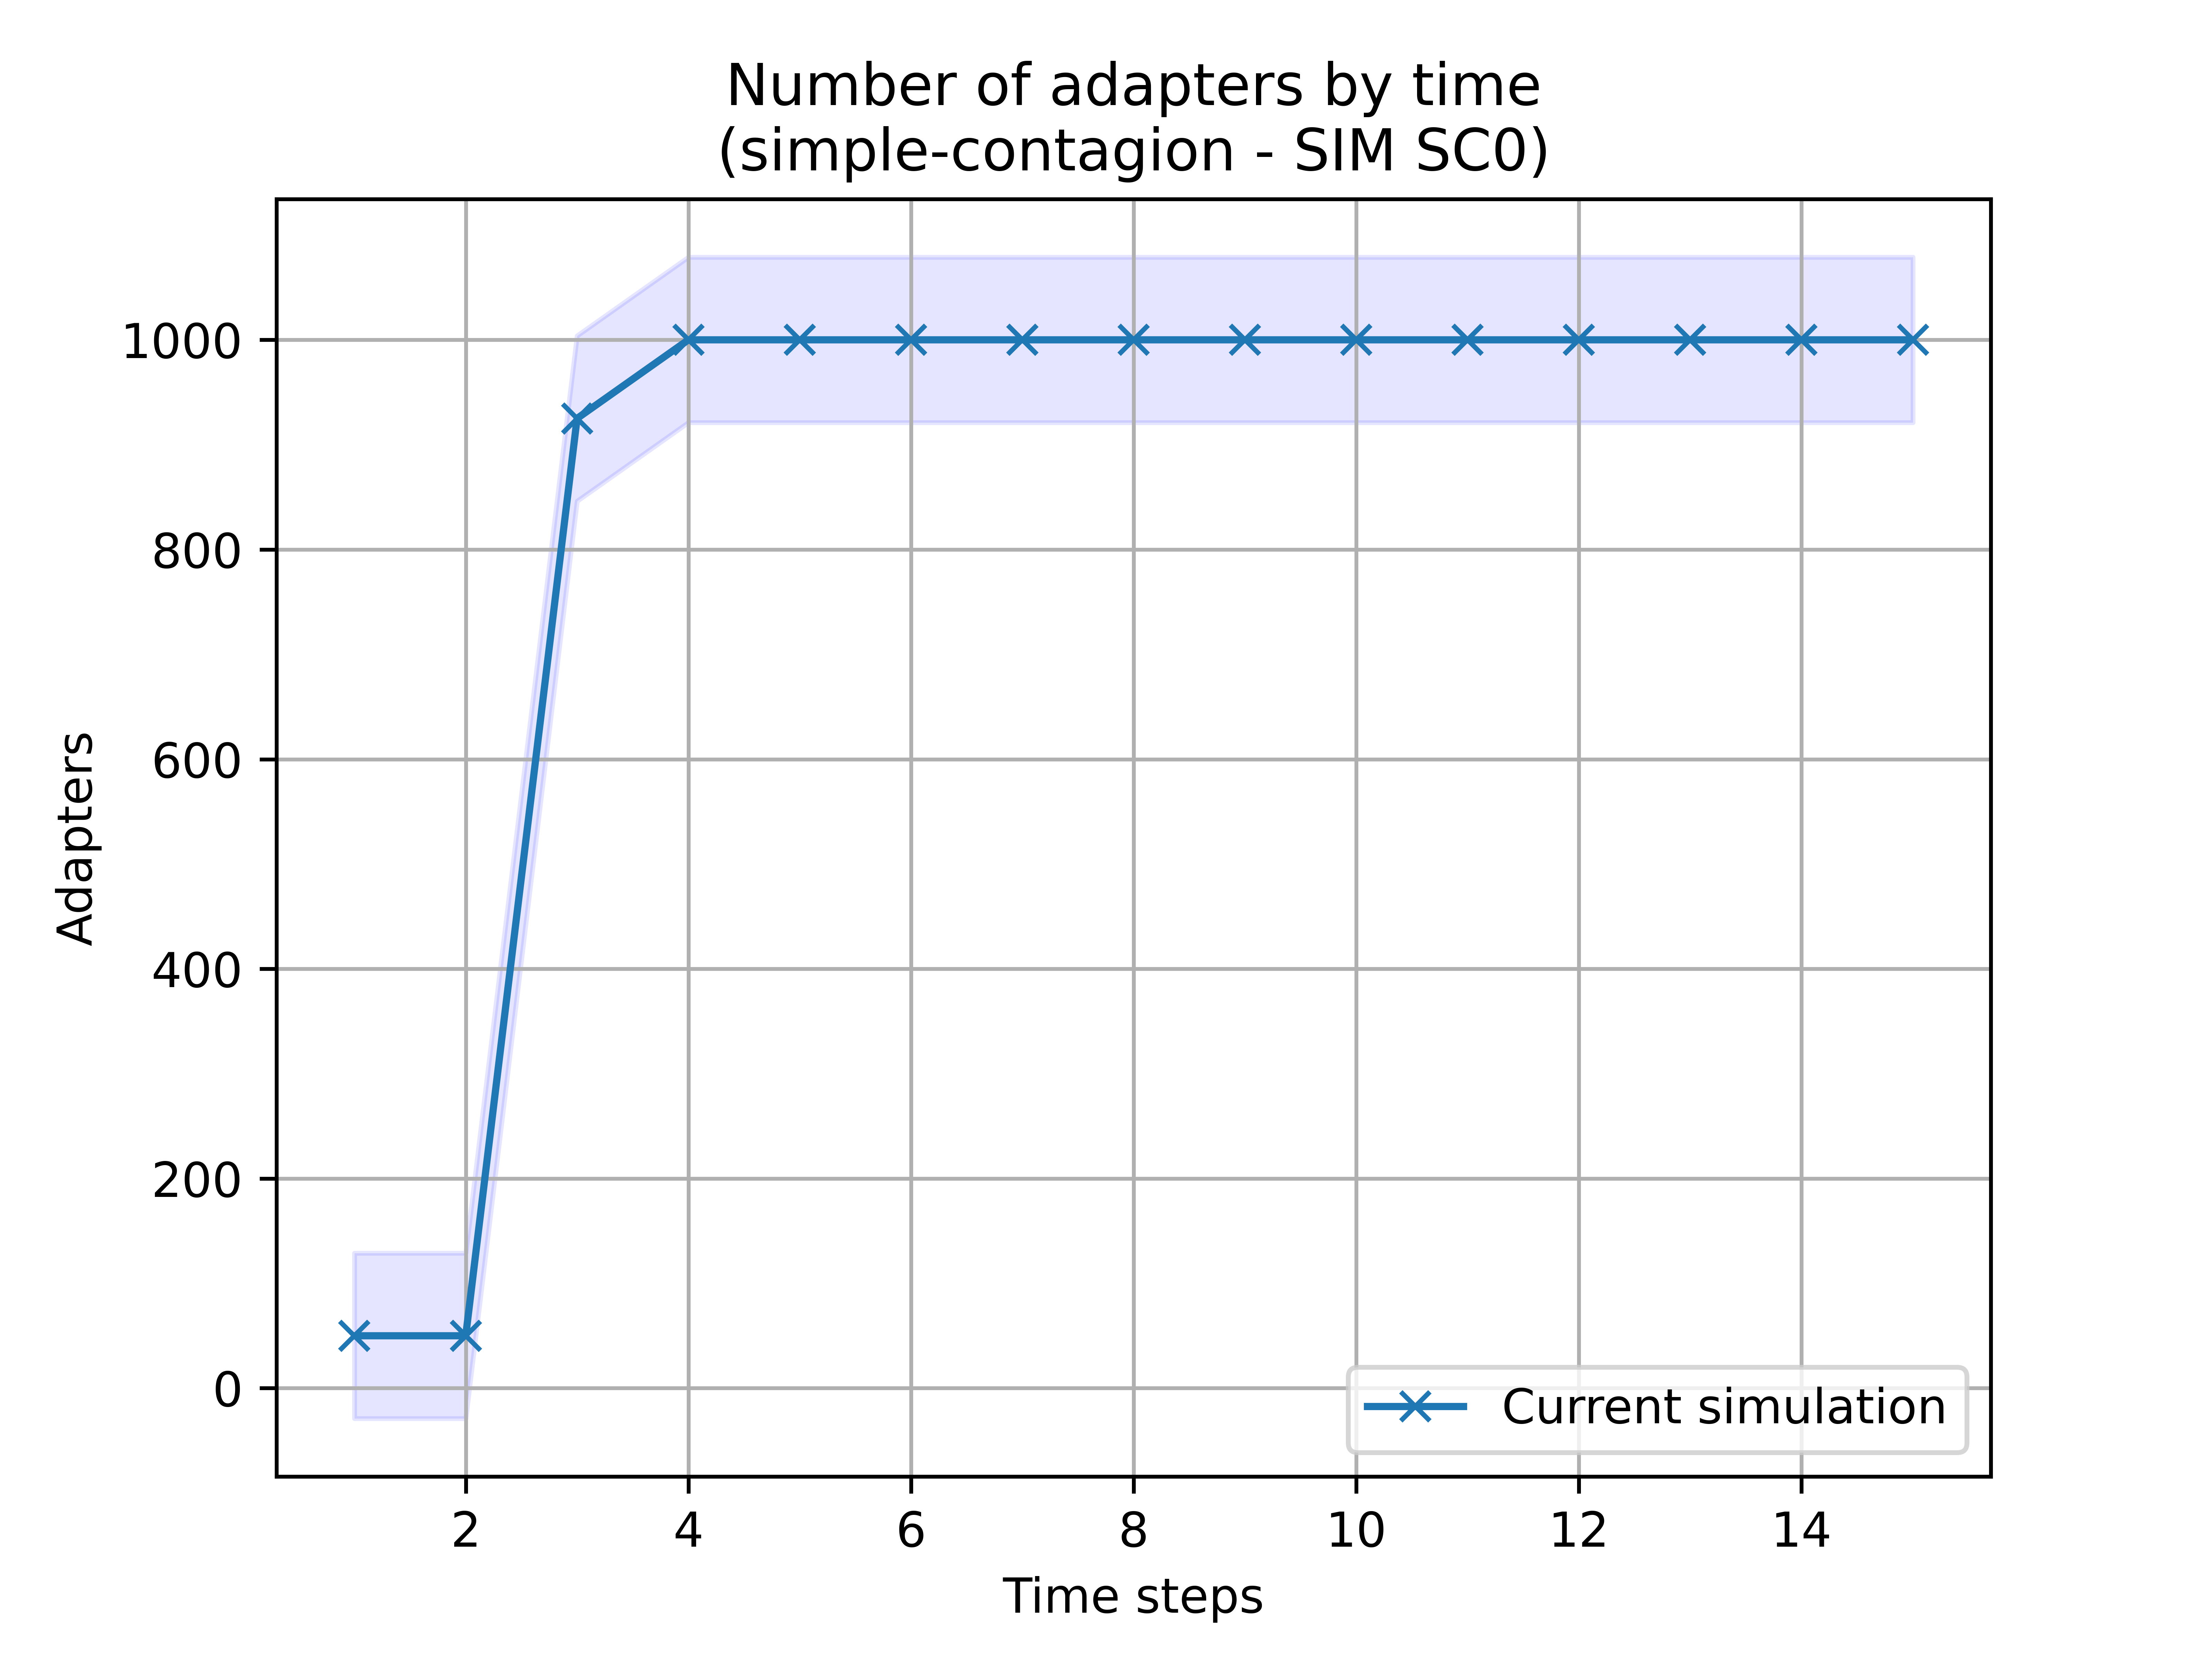 Number of adapters by time
(simple-contagion - SIM SC0)
1000
800
600
400
200
0
Adapters
Current simulation
2 4 6 8 10 12 14
Time steps